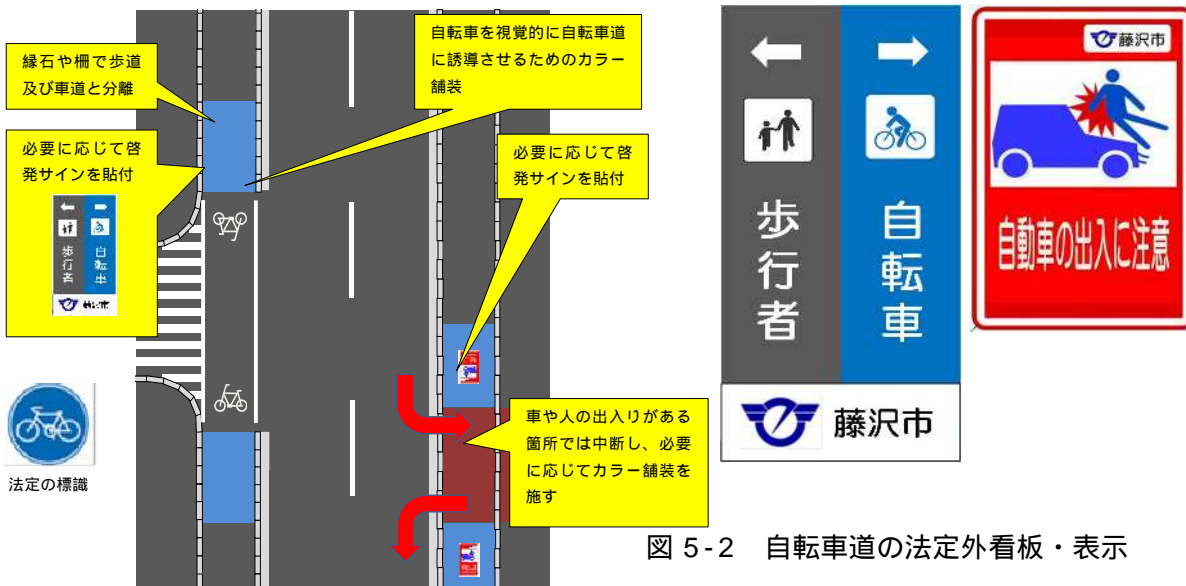 縁石や柵で歩道
及び車道と分離
自転車を視覚的に自転車道
に誘導させるためのカラー
舗装
必要に応じて啓
発サインを貼付
歩行者
自転車
必要に応じて啓
発サインを貼付
車や人の出入りがある
箇所では中断し、必要
に応じてカラー舗装を
施す
法定の標識
歩行者
自転車
藤沢市
藤沢市
自動車の出入に注意
図 5-2 自転車道の法定外看板・表示